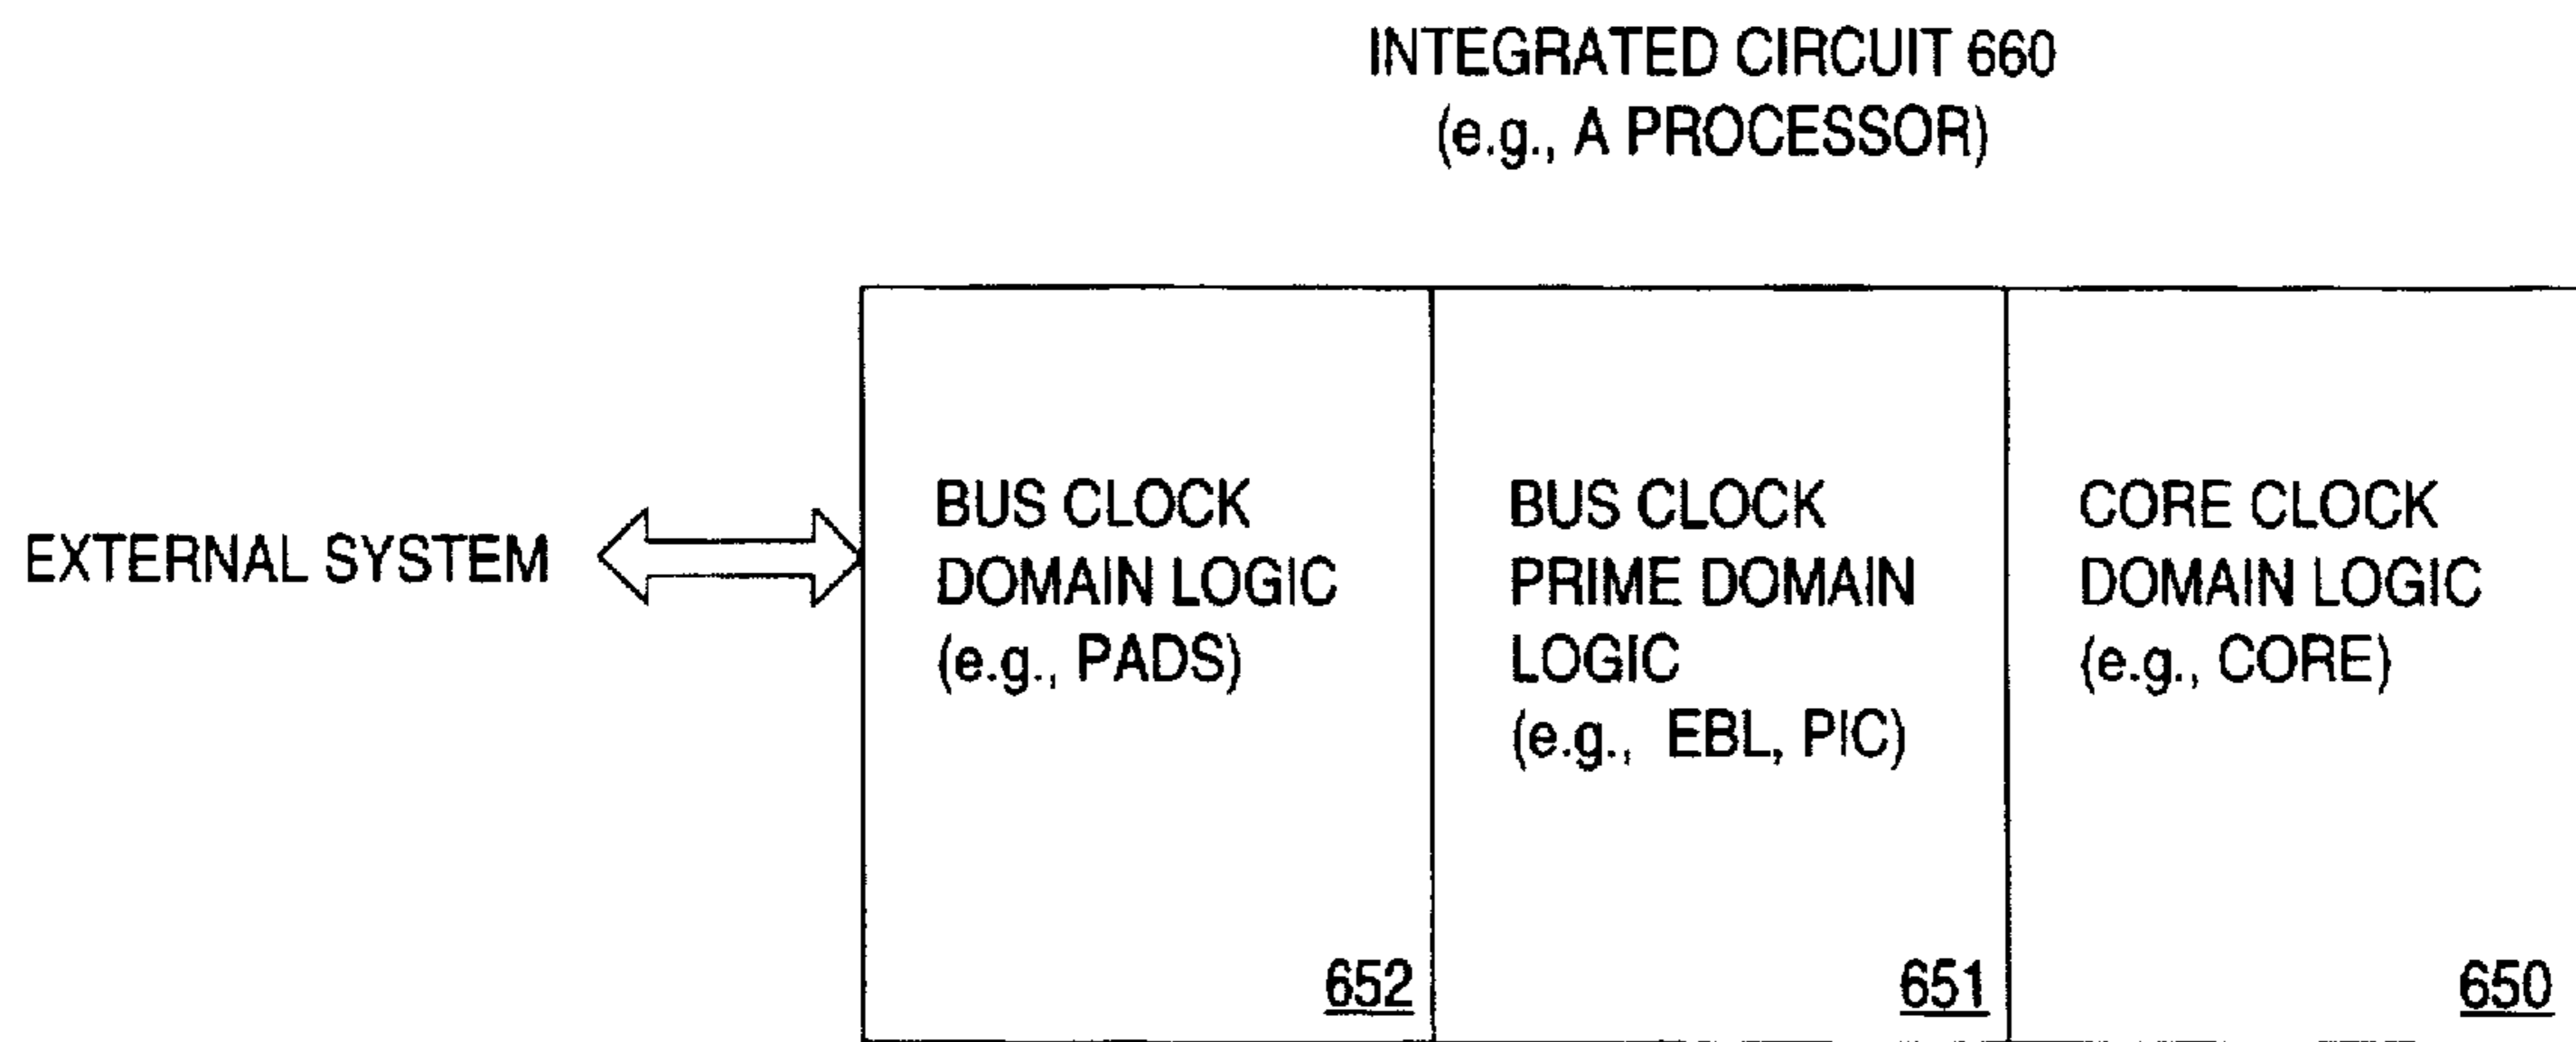 INTEGRATED CIRCUIT 660
(e.g., A PROCESSOR)
EXTERNAL SYSTEM
BUS CLOCK
DOMAIN LOGIC
(e.g., PADS)
652
BUS CLOCK
PRIME DOMAIN
LOGIC
(e.g., EBL, PIC)
651
CORE CLOCK
DOMAIN LOGIC
(e.g., CORE)
650